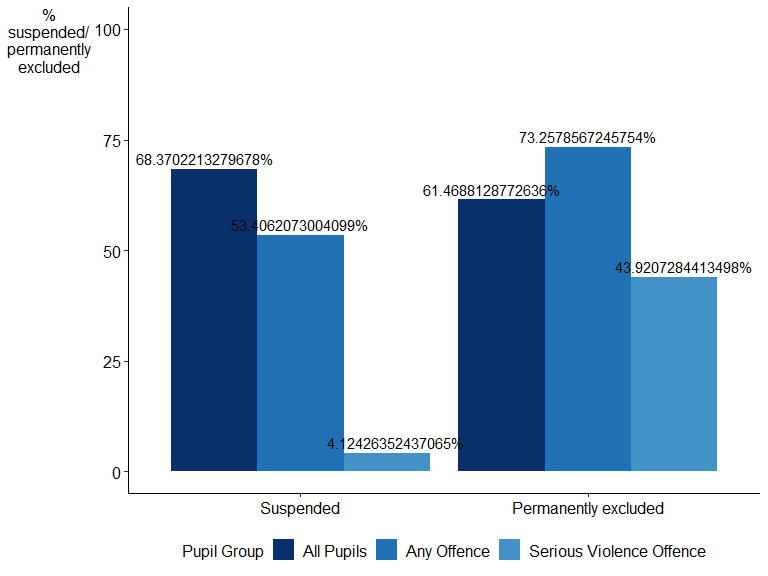 %
suspended/
permanently
excluded
100
75
50
25
0
68.3702213279678%
53.4062073004099%
4.12426352437065%
61.4688128772636%
73.2578567245754%
43.9207284413498%
Suspended
Permanently excluded
Pupil Group
All Pupils
Any Offence
Serious Violence Offence